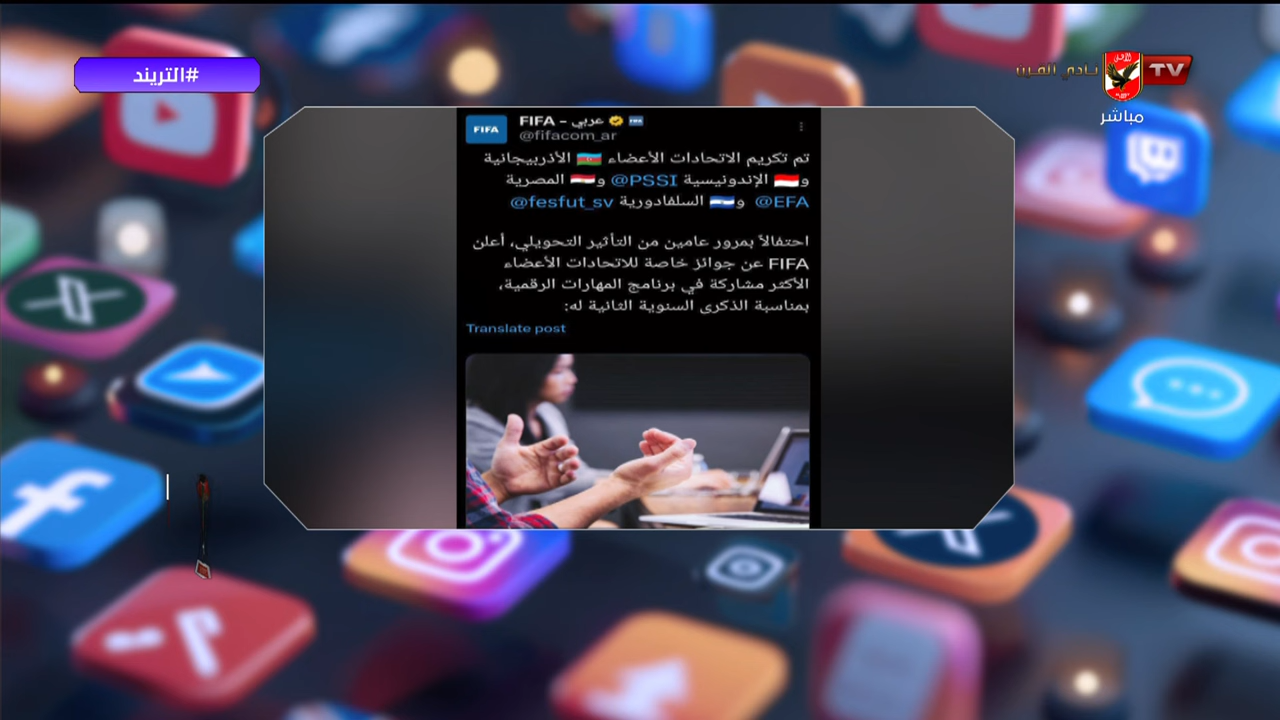 #التريند
نادي القرن
TV
مباشر
FIFA
FIFA – عربي
@fifacom_ar
تم تكريم الاتحادات الأعضاء 🇦🇿 الأذربيجانية
و🇮🇩 الإندونيسية @PSSI و🇪🇬 المصرية
@EFA و🇸🇻 السلفادورية @fesfut_sv
احتفالاً بمرور عامين من التأثير التحويلي، أعلن
FIFA عن جوائز خاصة للاتحادات الأعضاء
الأكثر مشاركة في برنامج المهارات الرقمية،
بمناسبة الذكرى السنوية الثانية له:
Translate post